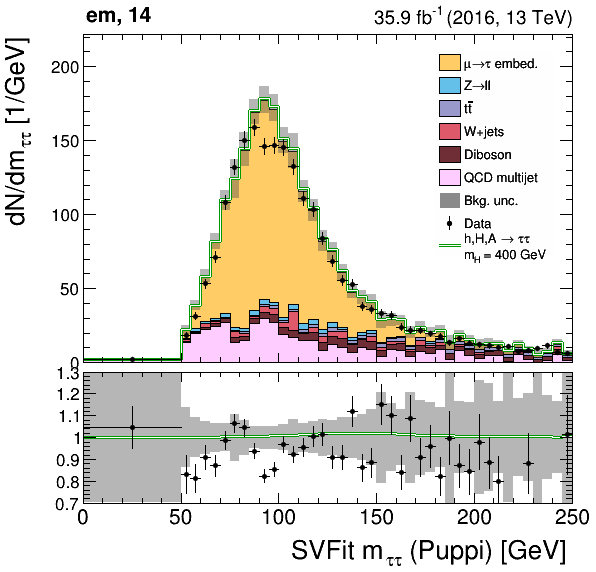 em, 14
35.9 fb⁻¹ (2016, 13 TeV)
dN/dm_ττ [1/GeV]
200
150
100
50
0
μ→τ embed.
Z→ll
tt̄
W+jets
Diboson
QCD multijet
Bkg. unc.
Data
h,H,A → ττ
m_H = 400 GeV
1.3
1.2
1.1
1
0.9
0.8
0.7
0 50 100 150 200 250
SVFit m_ττ (Puppi) [GeV]